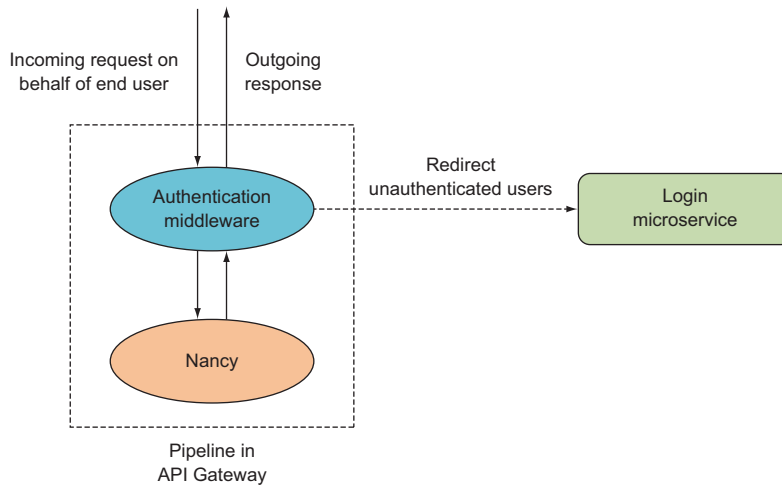 Incoming request on
behalf of end user
Outgoing
response
Authentication
middleware
Redirect
unauthenticated users
Login
microservice
Nancy
Pipeline in
API Gateway